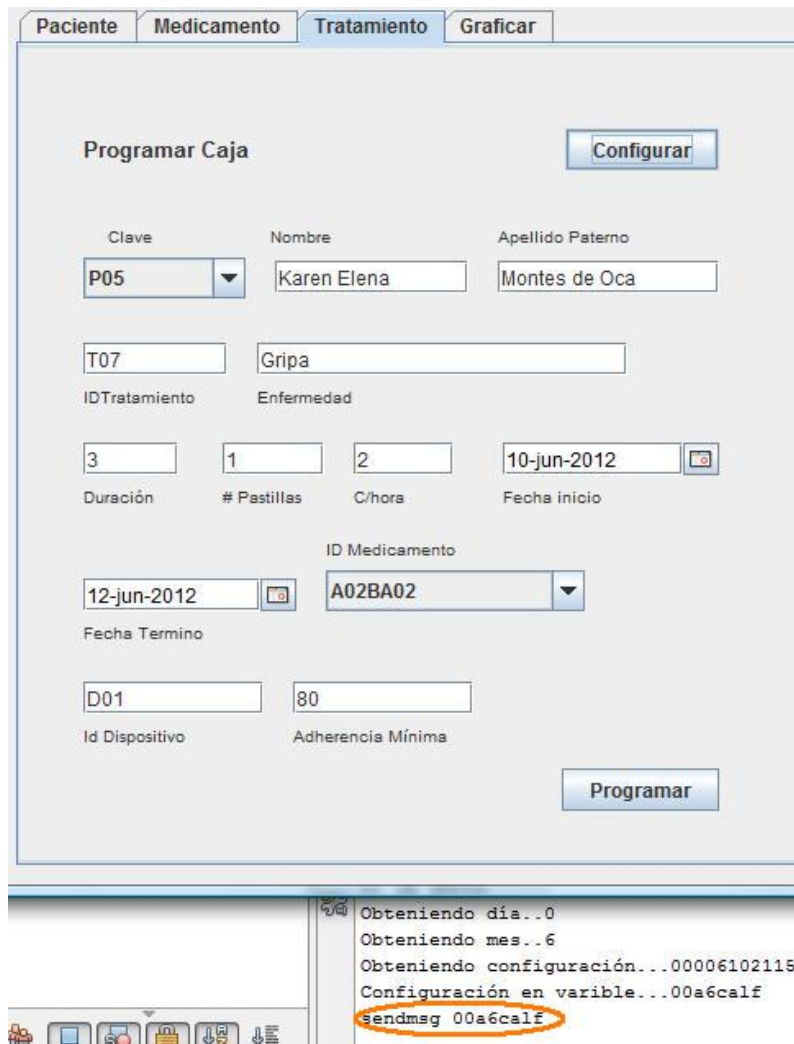 Paciente Medicamento Tratamiento Graficar
Programar Caja Configurar
Clave Nombre Apellido Paterno
P05 Karen Elena Montes de Oca
T07 Gripa
IDTratamiento Enfermedad
3 1 2 10-jun-2012
Duración # Pastillas C/hora Fecha inicio
ID Medicamento
12-jun-2012 A02BA02
Fecha Termino
D01 80
Id Dispositivo Adherencia Mínima
Programar
Obteniendo día..0
Obteniendo mes..6
Obteniendo configuración...00006102115
Configuración en varible...00a6calf
sendmsg 00a6calf